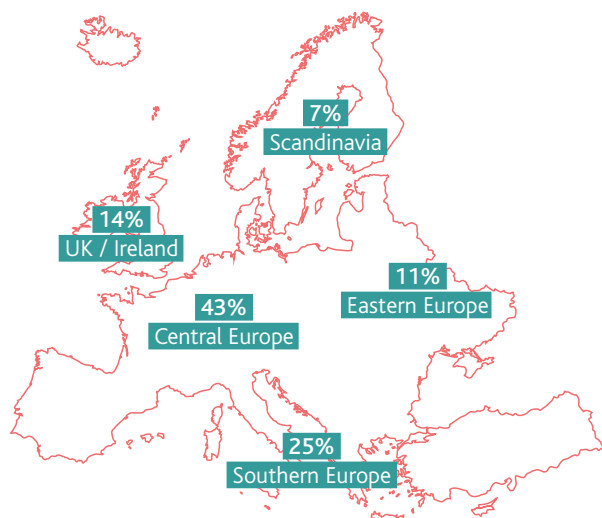 7%
Scandinavia
14%
UK / Ireland
11%
Eastern Europe
43%
Central Europe
25%
Southern Europe